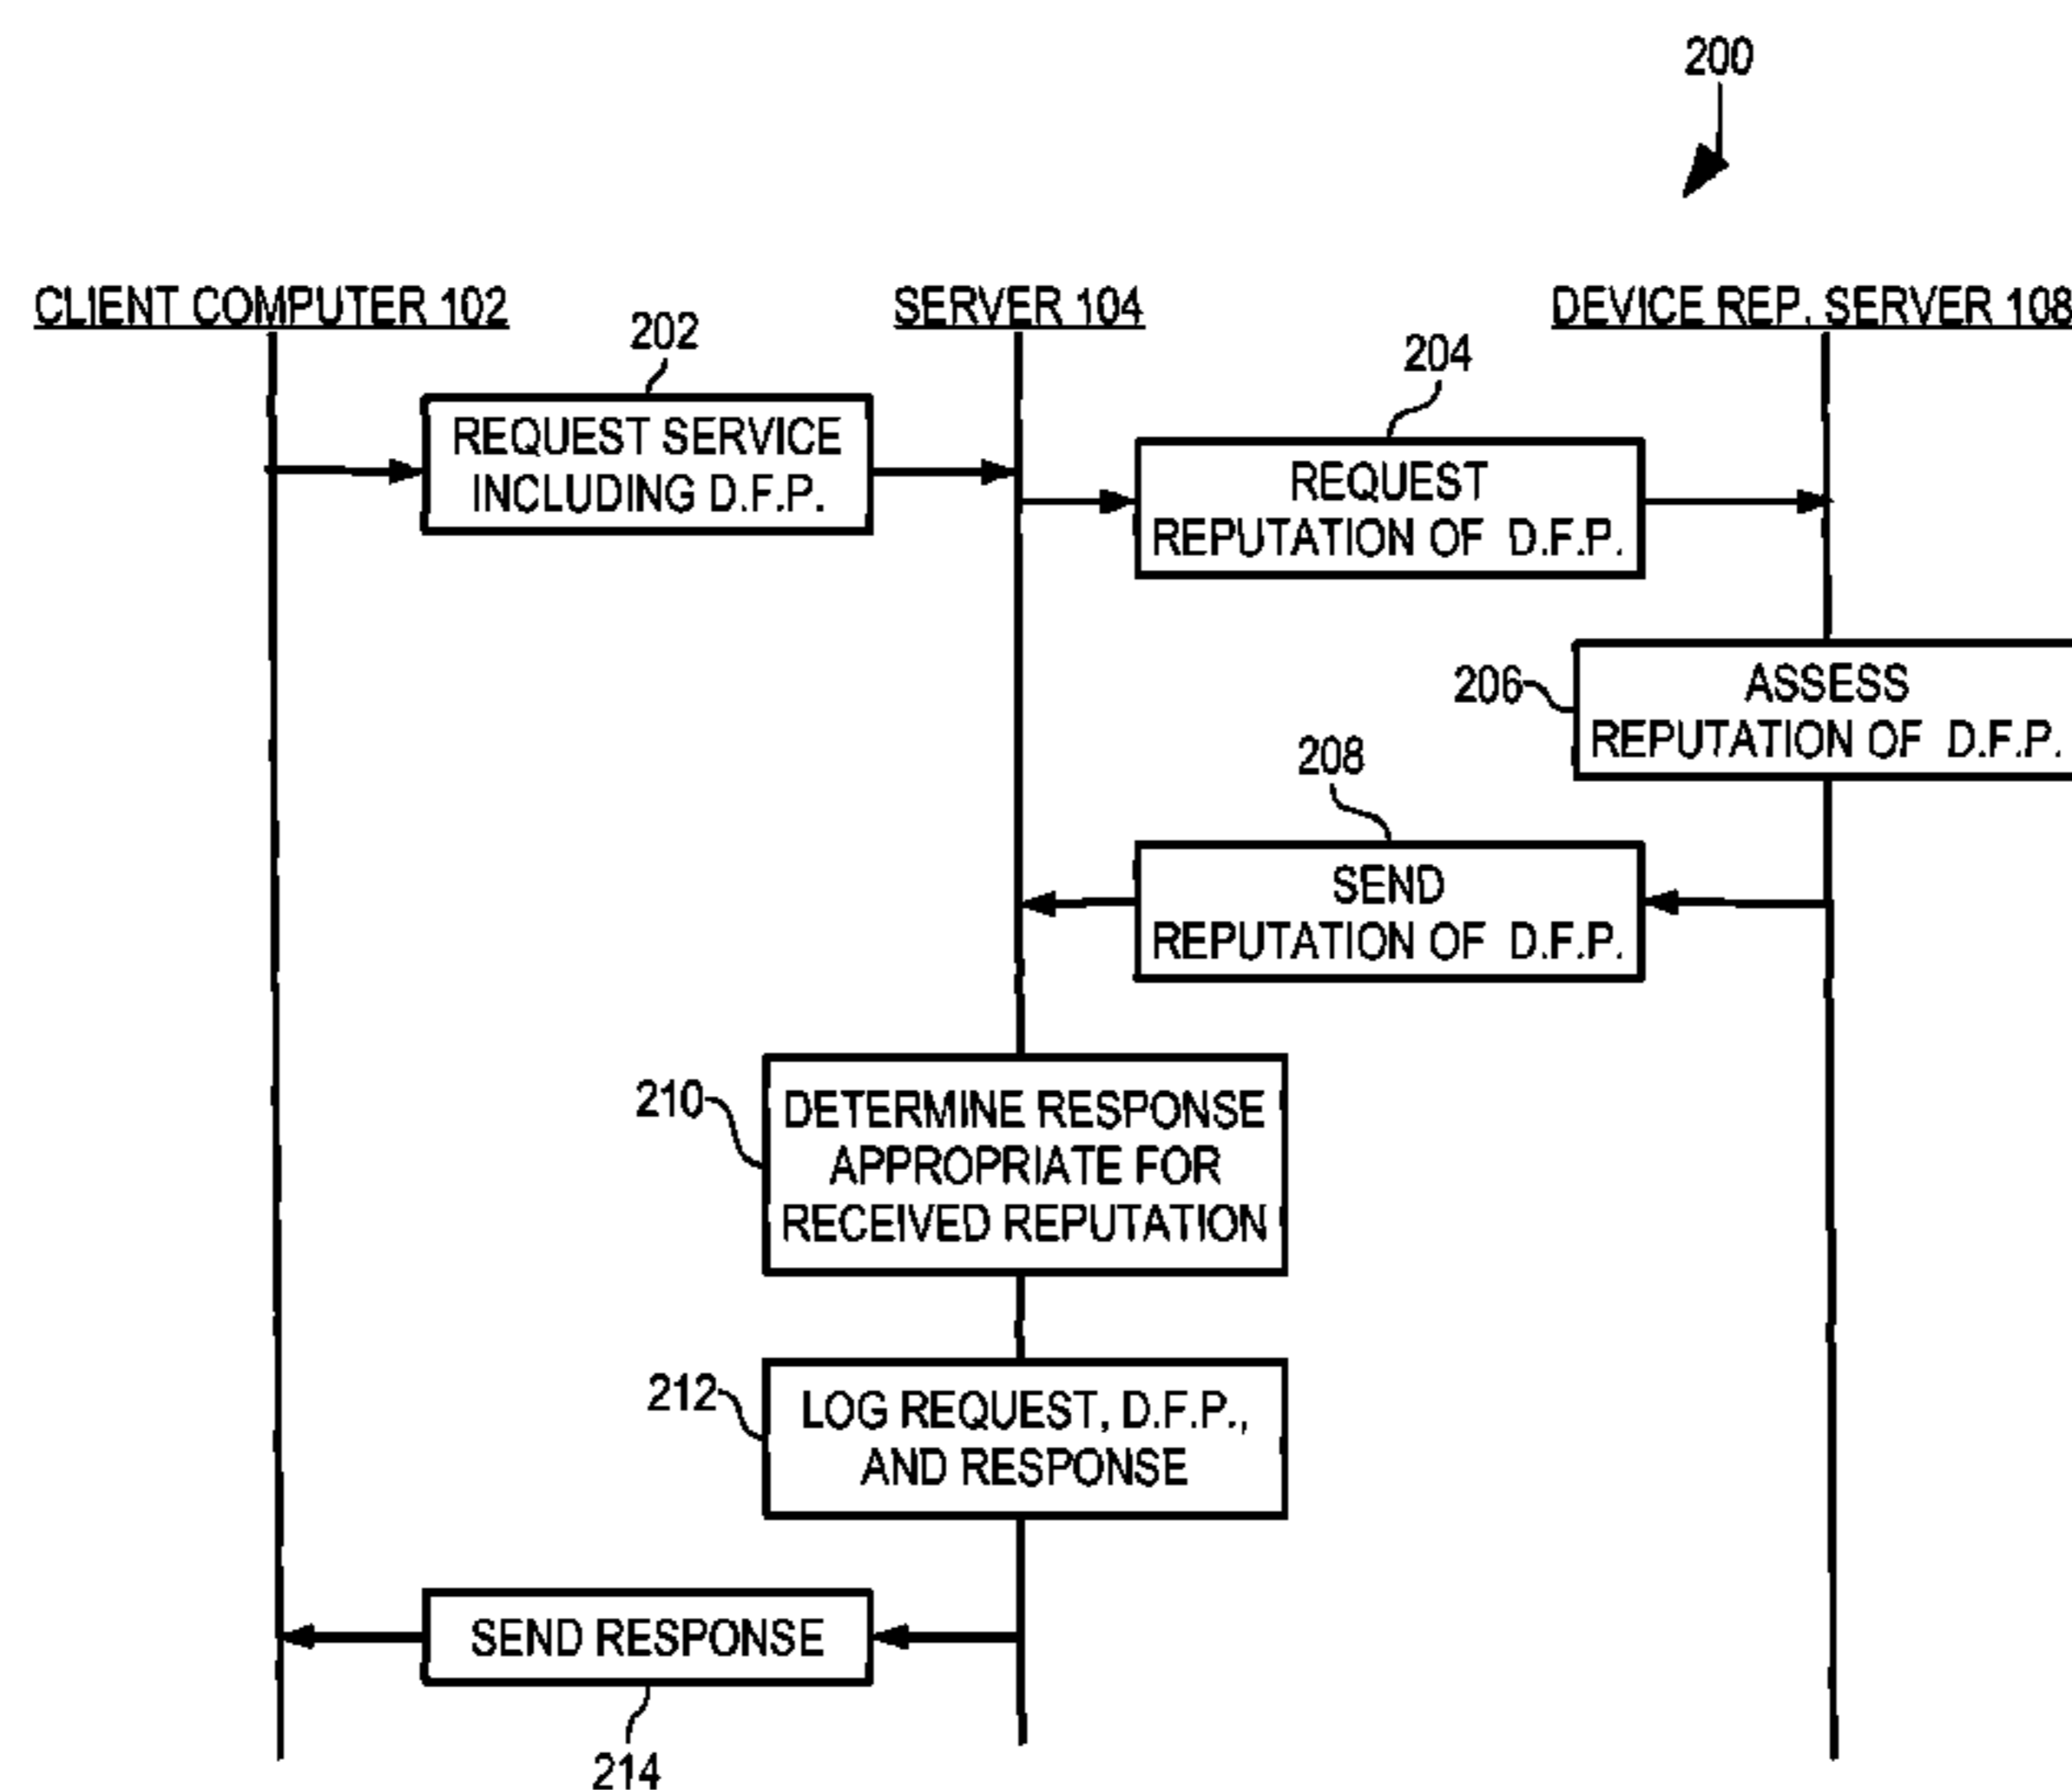 200
CLIENT COMPUTER 102
SERVER 104
DEVICE REP. SERVER 108
202
204
REQUEST SERVICE
INCLUDING D.F.P.
REQUEST
REPUTATION OF D.F.P.
206
ASSESS
REPUTATION OF D.F.P.
208
SEND
REPUTATION OF D.F.P.
210
DETERMINE RESPONSE
APPROPRIATE FOR
RECEIVED REPUTATION
212
LOG REQUEST, D.F.P.,
AND RESPONSE
SEND RESPONSE
214